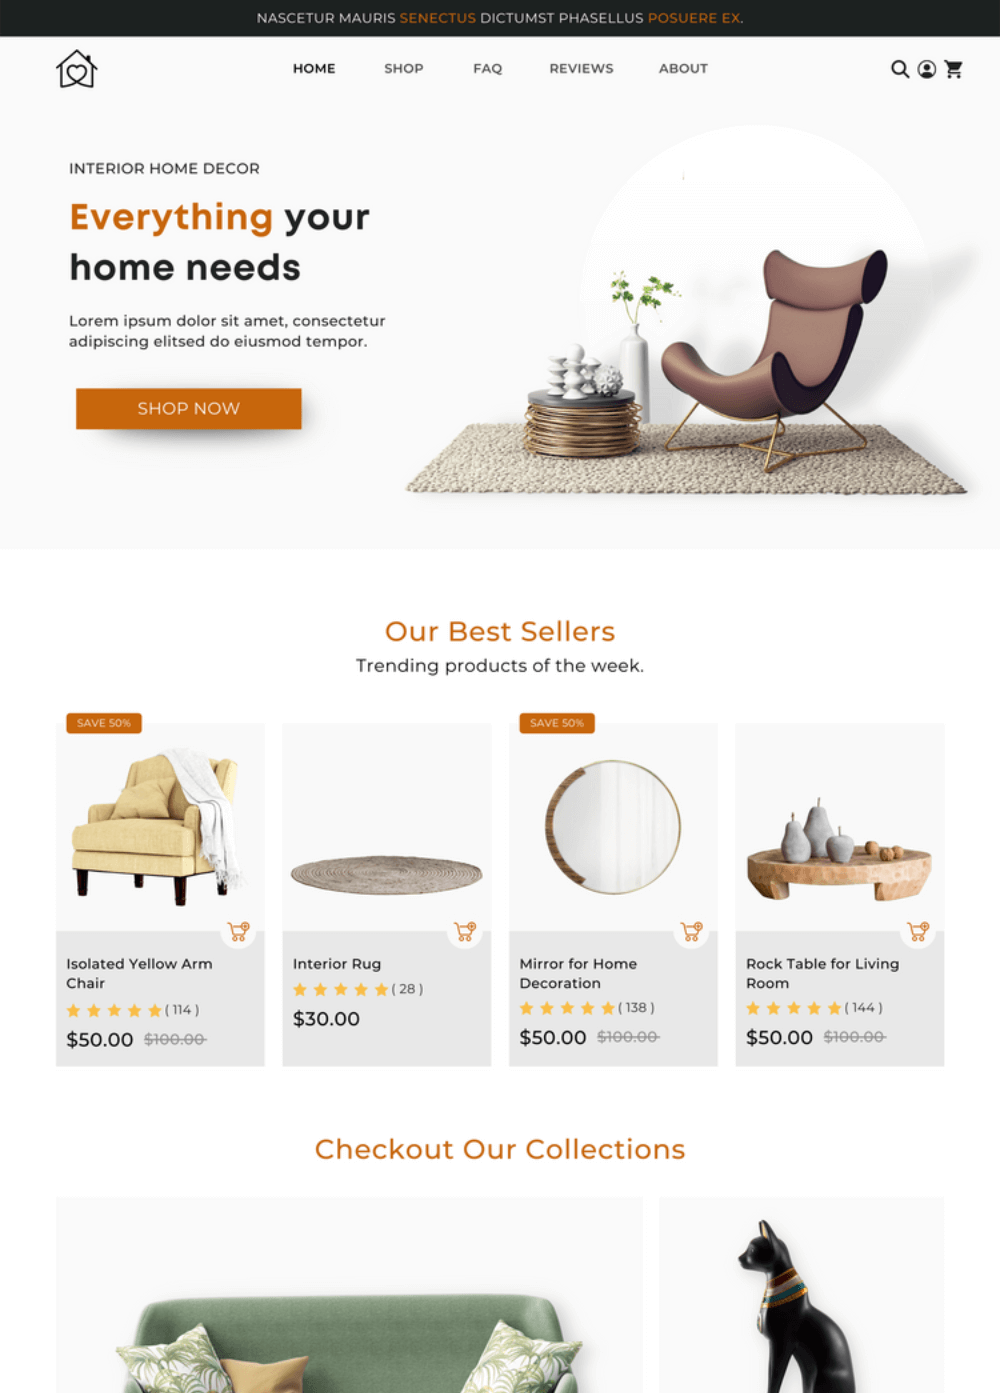 NASCETUR MAURIS SENECTUS DICTUMST PHASELLUS POSUERE EX.
HOME SHOP FAQ REVIEWS ABOUT
INTERIOR HOME DECOR
Everything your
home needs
Lorem ipsum dolor sit amet, consectetur
adipiscing elitsed do eiusmod tempor.
SHOP NOW
Our Best Sellers
Trending products of the week.
SAVE 50%
Isolated Yellow Arm
Chair
( 114 )
$50.00 $100.00
Interior Rug
( 28 )
$30.00
SAVE 50%
Mirror for Home
Decoration
( 138 )
$50.00 $100.00
Rock Table for Living
Room
( 144 )
$50.00 $100.00
Checkout Our Collections